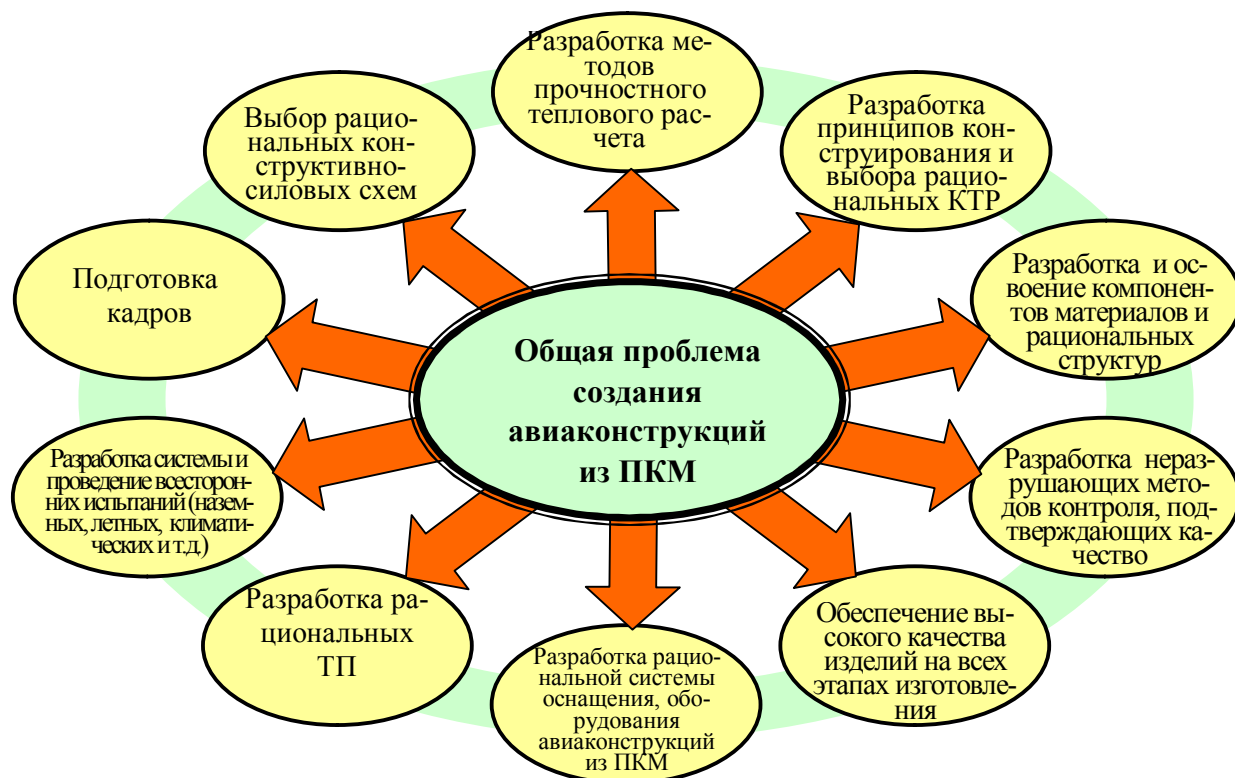 Разработка ме-
тодов
прочностного
теплового рас-
чета
Выбор рацио-
нальных кон-
структивно-
силовых схем
Разработка
принципов кон-
струирования и
выбора рацио-
нальных КТР
Подготовка
кадров
Разработка  и ос-
воение компонен-
тов материалов и
рациональных
структур
Общая проблема
создания
авиаконструкций
из ПКМ
Разработка системы и
проведение всесторон-
них испытаний (назем-
ных, летных, климати-
ческих и т.д.)
Разработка  нераз-
рушающих мето-
дов контроля, под-
тверждающих ка-
чество
Разработка ра-
циональных
ТП
Обеспечение вы-
сокого качества
изделий на всех
этапах изготовле-
ния
Разработка рацио-
нальной системы
оснащения, обо-
рудования
авиаконструкций
из ПКМ